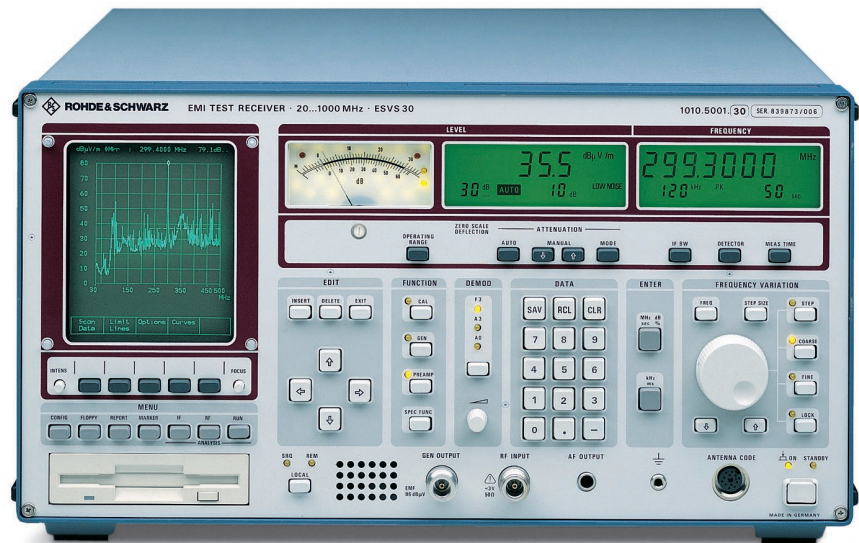 ROHDE & SCHWARZ EMI TEST RECEIVER · 20...1000 MHz · ESVS 30 1010.5001. 30 SER. 839873/006
LEVEL FREQUENCY
299.4000 MHz 79.1dB..
80
70
60
50
40
30
20
10
0
30 150 450 500
MHz
Scan Data Limit Lines Options Curves
dB
35.5 dBµV/m
30 dB AUTO 10 dB LOW NOISE
299.3000 MHz
120 kHz PK 50
OPERATING RANGE
ZERO SCALE DEFLECTION
ATTENUATION
AUTO MANUAL MODE
IF BW DETECTOR MEAS TIME
INTENS FOCUS
MENU
CONFIG FLOPPY REPORT MARKER IF RF RUN
ANALYSIS
EDIT
INSERT DELETE EXIT
FUNCTION
CAL
GEN
PREAMP
SPEC FUNC
DEMOD
F3
A3
A0
DATA
SAV RCL CLR
7 8 9
4 5 6
1 2 3
0 . –
ENTER
MHz dB
sec %
kHz
ms
FREQUENCY VARIATION
FREQ STEP SIZE STEP
COARSE
FINE
LOCK
SRQ REM
LOCAL
GEN OUTPUT
EMF
86 dBµV
RF INPUT
50Ω
AF OUTPUT
ANTENNA CODE
ON STANDBY
MADE IN GERMANY